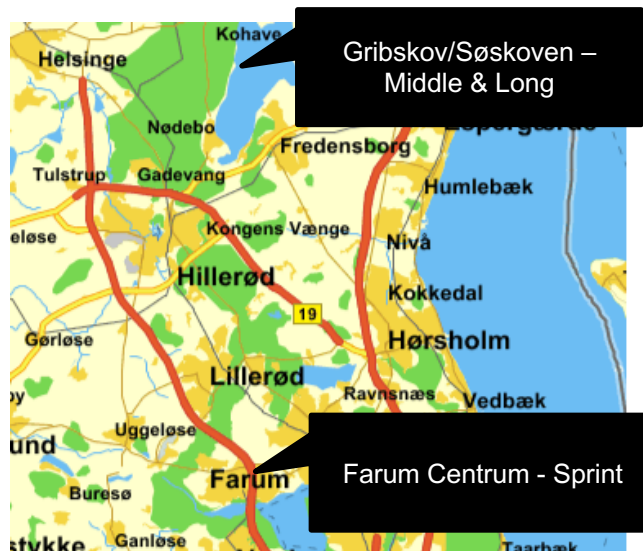 Kohave
Gribskov/Søskoven –
Middle & Long
Helsinge
Nødebo
Fredensborg
Tulstrup
Gadevang
Humlebæk
Kongens Vænge
Nivå
Hillerød
Kokkedal
19
Gørløse
Hørsholm
Lillerød
Ravnsnæs
Vedbæk
Uggeløse
Farum Centrum - Sprint
Farum
Buresø
Ganløse
Taarbæk